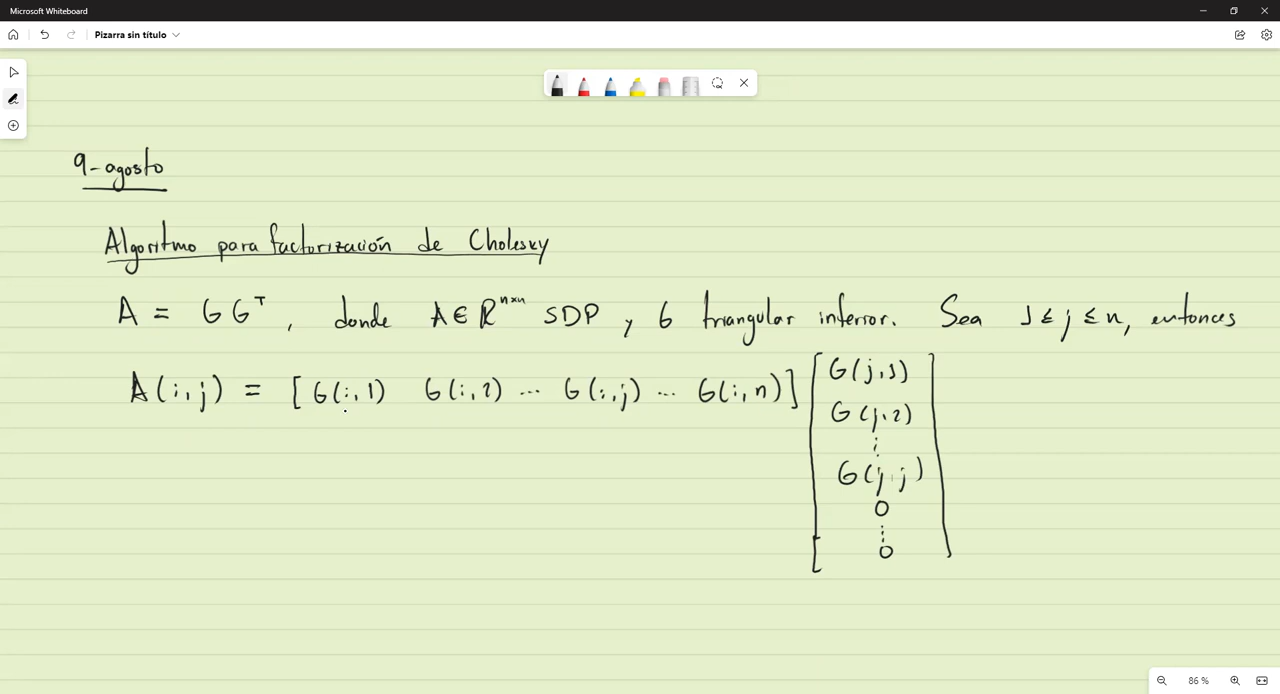 Microsoft Whiteboard
Pizarra sin título
9-agosto
Algoritmo para factorización de Cholesky
A = G Gᵀ, donde A ∈ ℝⁿˣⁿ SDP y G triangular inferior. Sea 1 ≤ j ≤ n, entonces
A(i,j) = [G(i,1) G(i,2) ... G(i,j) ... G(i,n)] [G(j,1)
G(j,2)
⋮
G(j,j)
0
⋮
0]
86 %